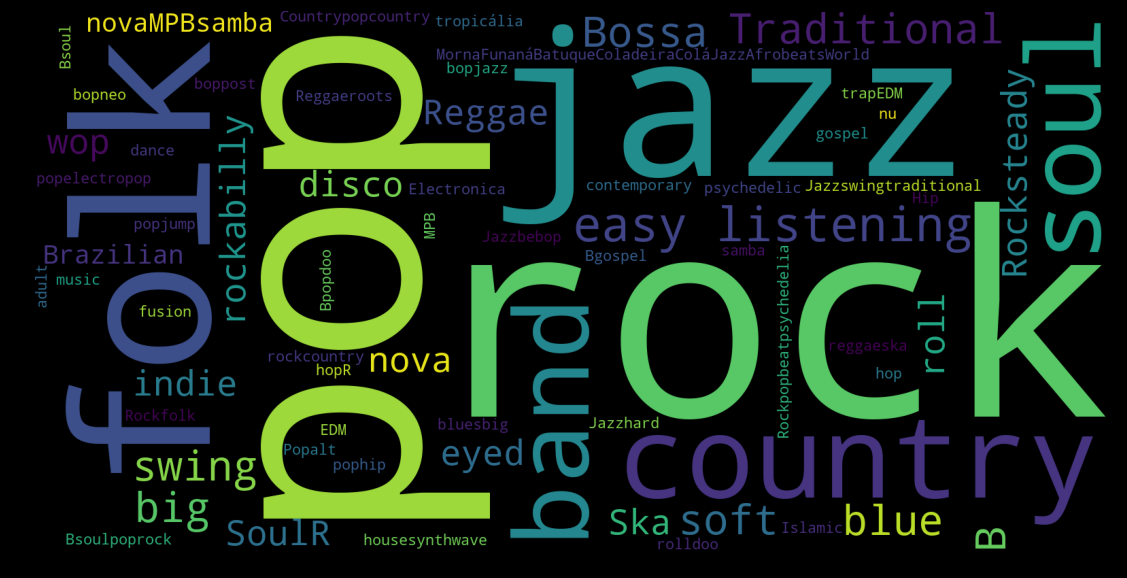 Bsoul
novaMPBsamba
Countrypopcountry
tropicália
Bossa
Traditional
MornaFunanáBatuqueColadeiraColáJazzAfrobeatsWorld
bopjazz
boppost
bopneo
Reggaeroots
Reggae
jazz
trapEDM
nu
gospel
Rocksteady
soul
wop
dance
folk
pop
rockabilly
popelectropop
disco
Electronica
contemporary
psychedelic
Jazzswingtraditional
Hip
popjump
MPB
easy listening
Jazzbebop
samba
Bgospel
Brazilian
adult
music
fusion
Bpopdoo
rock
Rockpopbeatpsychedelia
roll
reggaeska
rockcountry
hopR
nova
band
hop
indie
Rockfolk
EDM
bluesbig
Jazzhard
country
Popalt
pophip
eyed
swing
big
SoulR
Ska
soft
Islamic
blue
B
Bsoulpoprock
housesynthwave
rolldoo